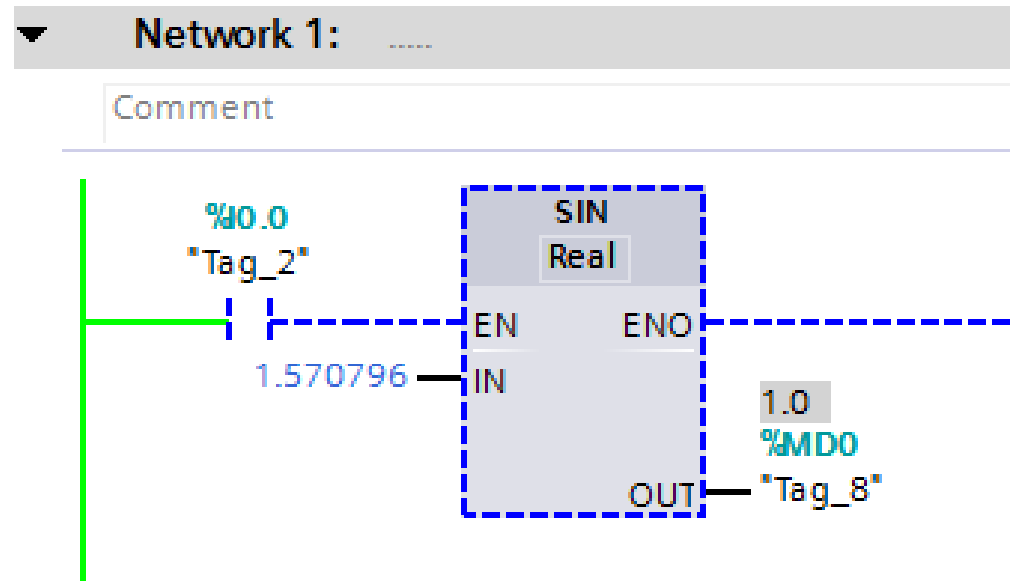 Network 1: ......
Comment
%I0.0
"Tag_2"
SIN
Real
EN ENO
1.570796 IN
1.0
%MD0
OUT "Tag_8"